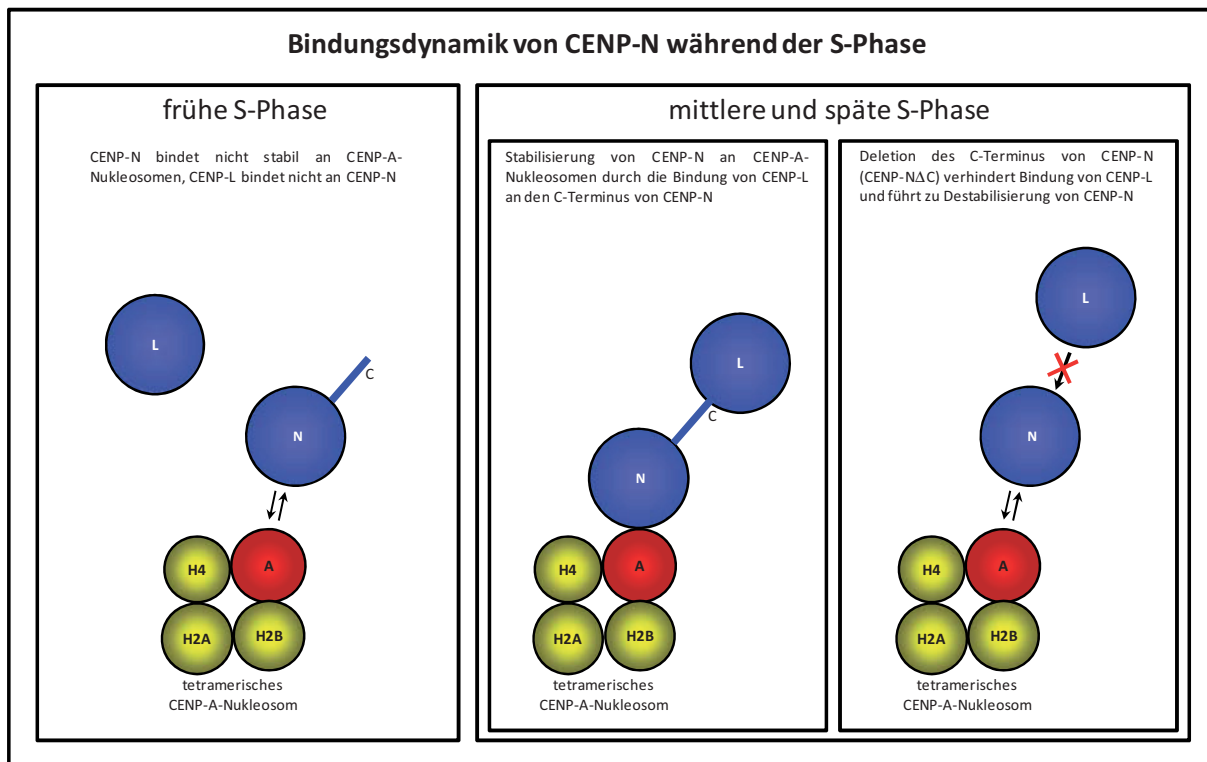 Bindungsdynamik von CENP-N während der S-Phase
frühe S-Phase
CENP-N bindet nicht stabil an CENP-A-
Nukleosomen, CENP-L bindet nicht an CENP-N
L
C
N
H4
A
H2A
H2B
tetramerisches
CENP-A-Nukleosom
mittlere und späte S-Phase
Stabilisierung von CENP-N an CENP-A-
Nukleosomen durch die Bindung von CENP-L
an den C-Terminus von CENP-N
L
C
N
H4
A
H2A
H2B
tetramerisches
CENP-A-Nukleosom
Deletion des C-Terminus von CENP-N
(CENP-NΔC) verhindert Bindung von CENP-L
und führt zu Destabilisierung von CENP-N
L
N
H4
A
H2A
H2B
tetramerisches
CENP-A-Nukleosom